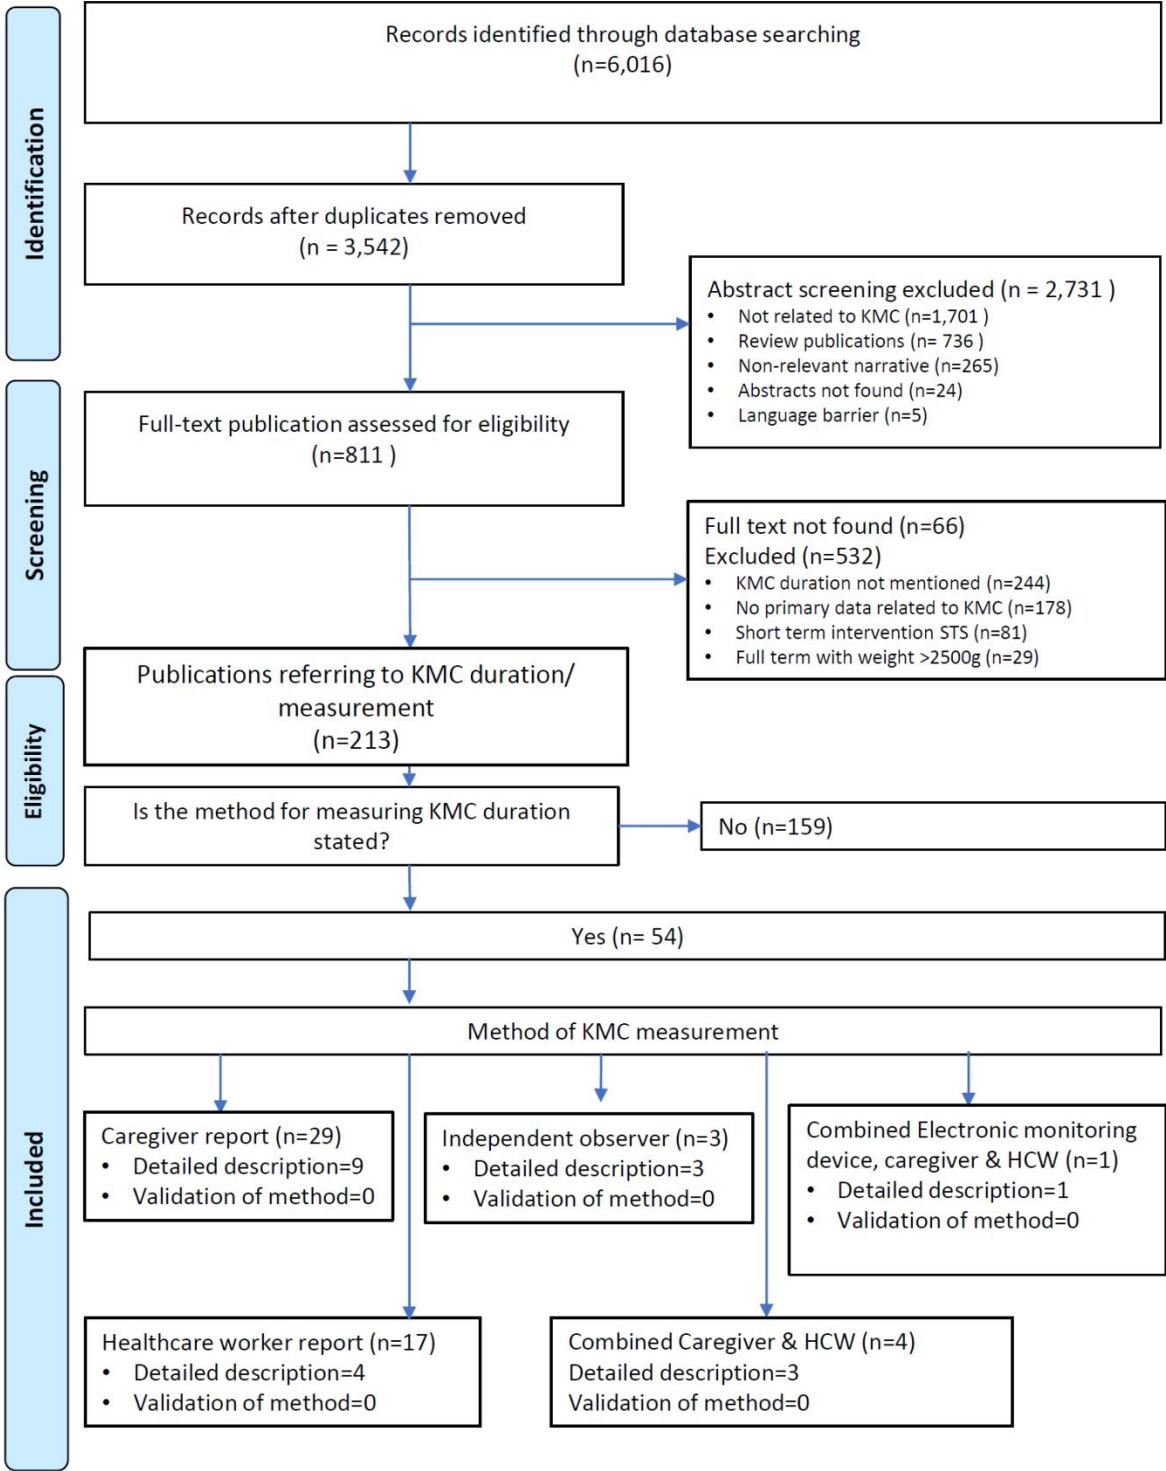 Identification
Records identified through database searching
(n=6,016)
Records after duplicates removed
(n = 3,542)
Abstract screening excluded (n = 2,731 )
• Not related to KMC (n=1,701 )
• Review publications (n= 736 )
• Non-relevant narrative (n=265)
• Abstracts not found (n=24)
• Language barrier (n=5)
Screening
Full-text publication assessed for eligibility
(n=811 )
Full text not found (n=66)
Excluded (n=532)
• KMC duration not mentioned (n=244)
• No primary data related to KMC (n=178)
• Short term intervention STS (n=81)
• Full term with weight >2500g (n=29)
Eligibility
Publications referring to KMC duration/
measurement
(n=213)
Is the method for measuring KMC duration
stated?
No (n=159)
Included
Yes (n= 54)
Method of KMC measurement
Caregiver report (n=29)
• Detailed description=9
• Validation of method=0
Independent observer (n=3)
• Detailed description=3
• Validation of method=0
Combined Electronic monitoring
device, caregiver & HCW (n=1)
• Detailed description=1
• Validation of method=0
Healthcare worker report (n=17)
• Detailed description=4
• Validation of method=0
Combined Caregiver & HCW (n=4)
Detailed description=3
Validation of method=0